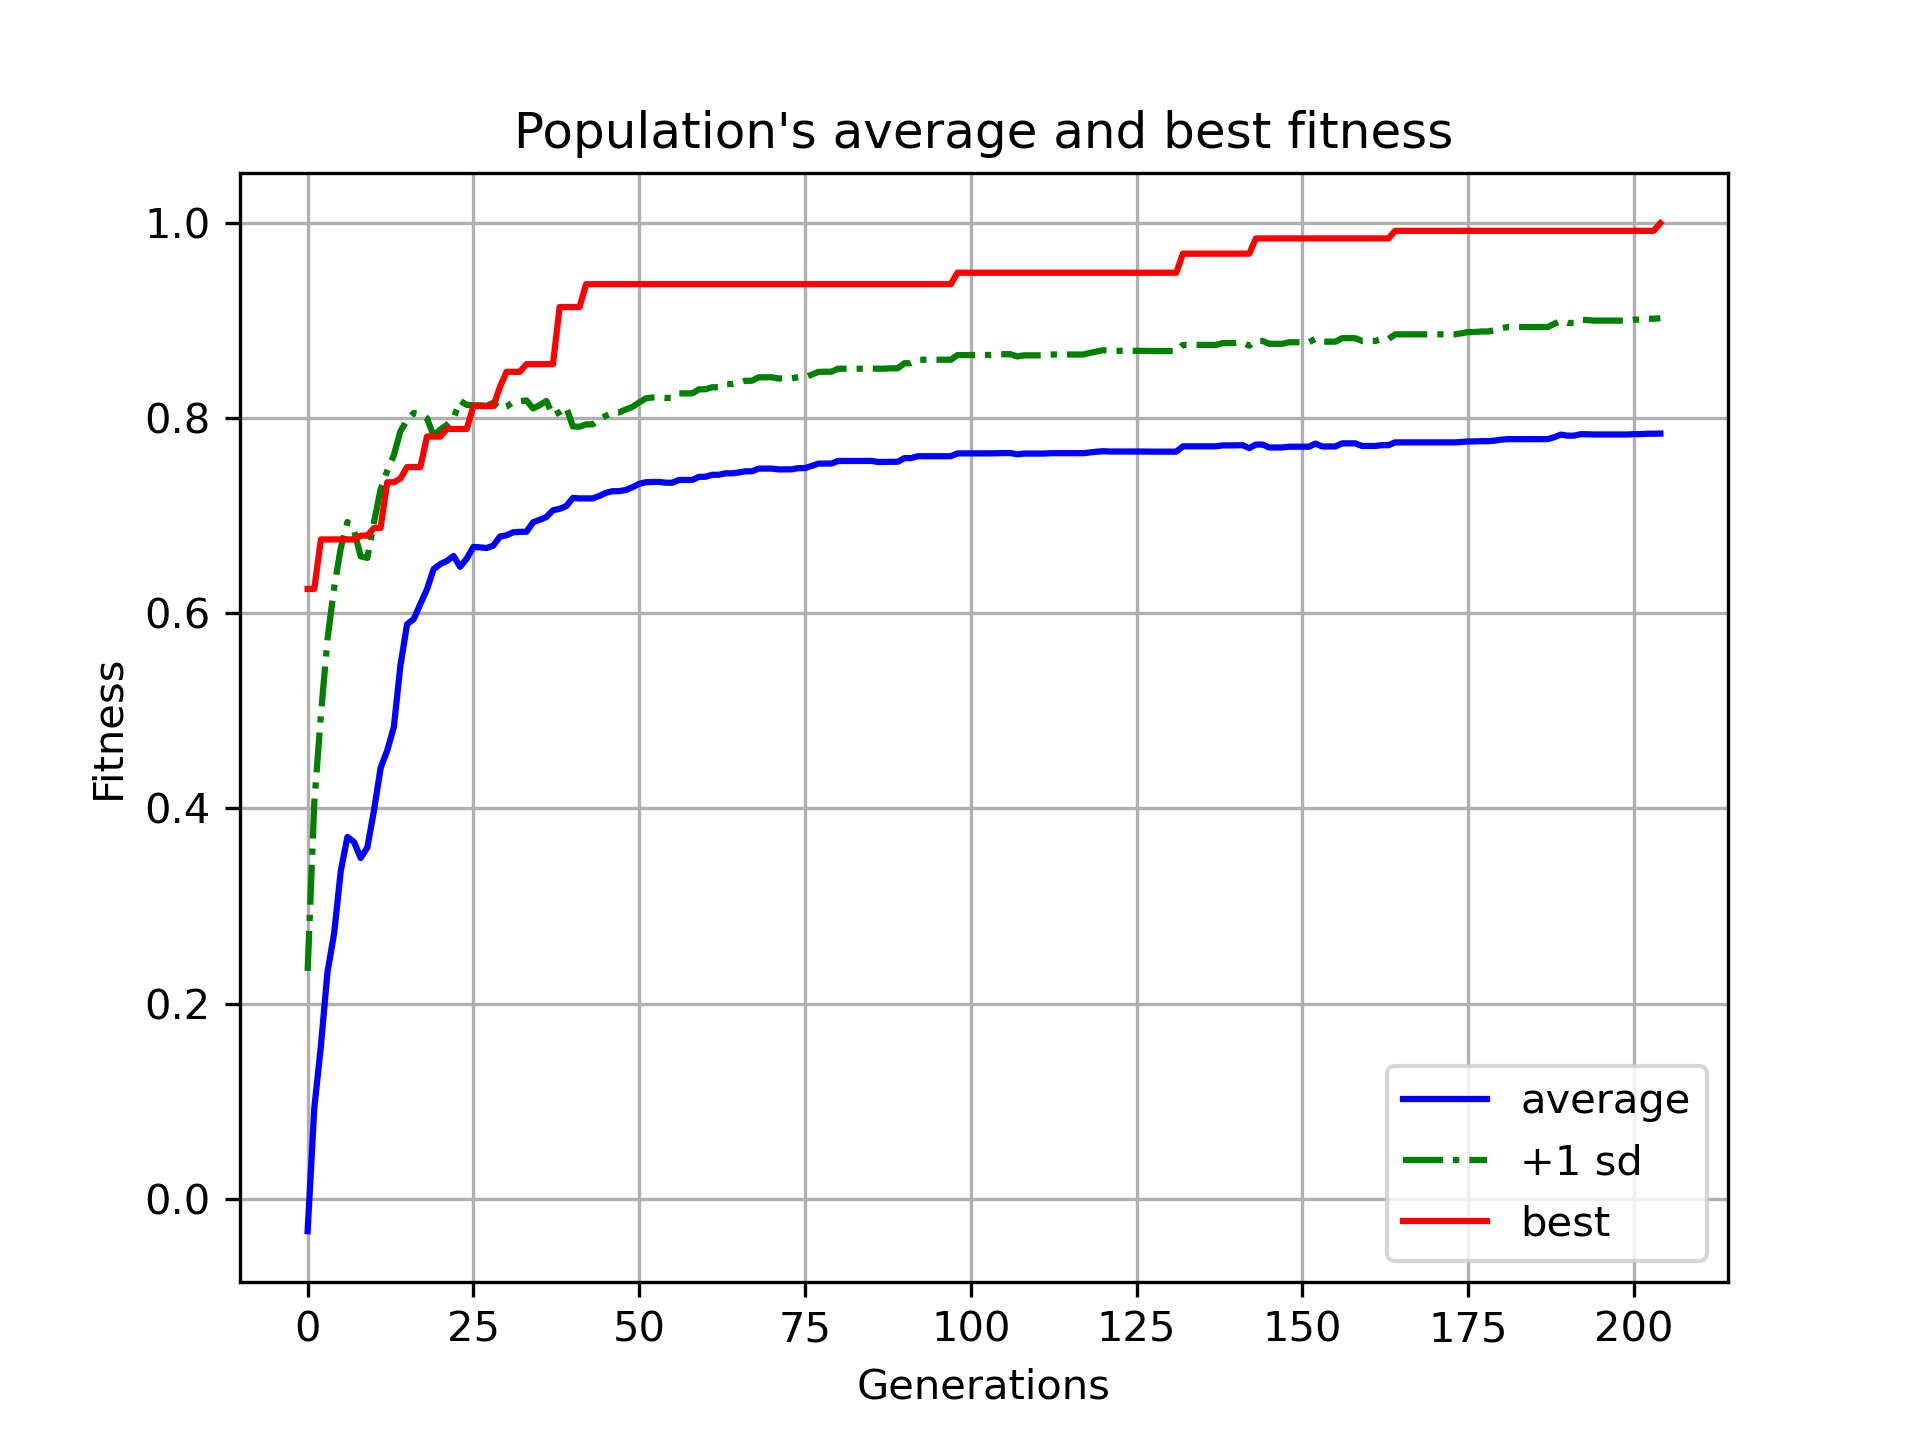 Population's average and best fitness
1.0
0.8
0.6
0.4
0.2
0.0
Fitness
0 25 50 75 100 125 150 175 200
Generations
average
+1 sd
best